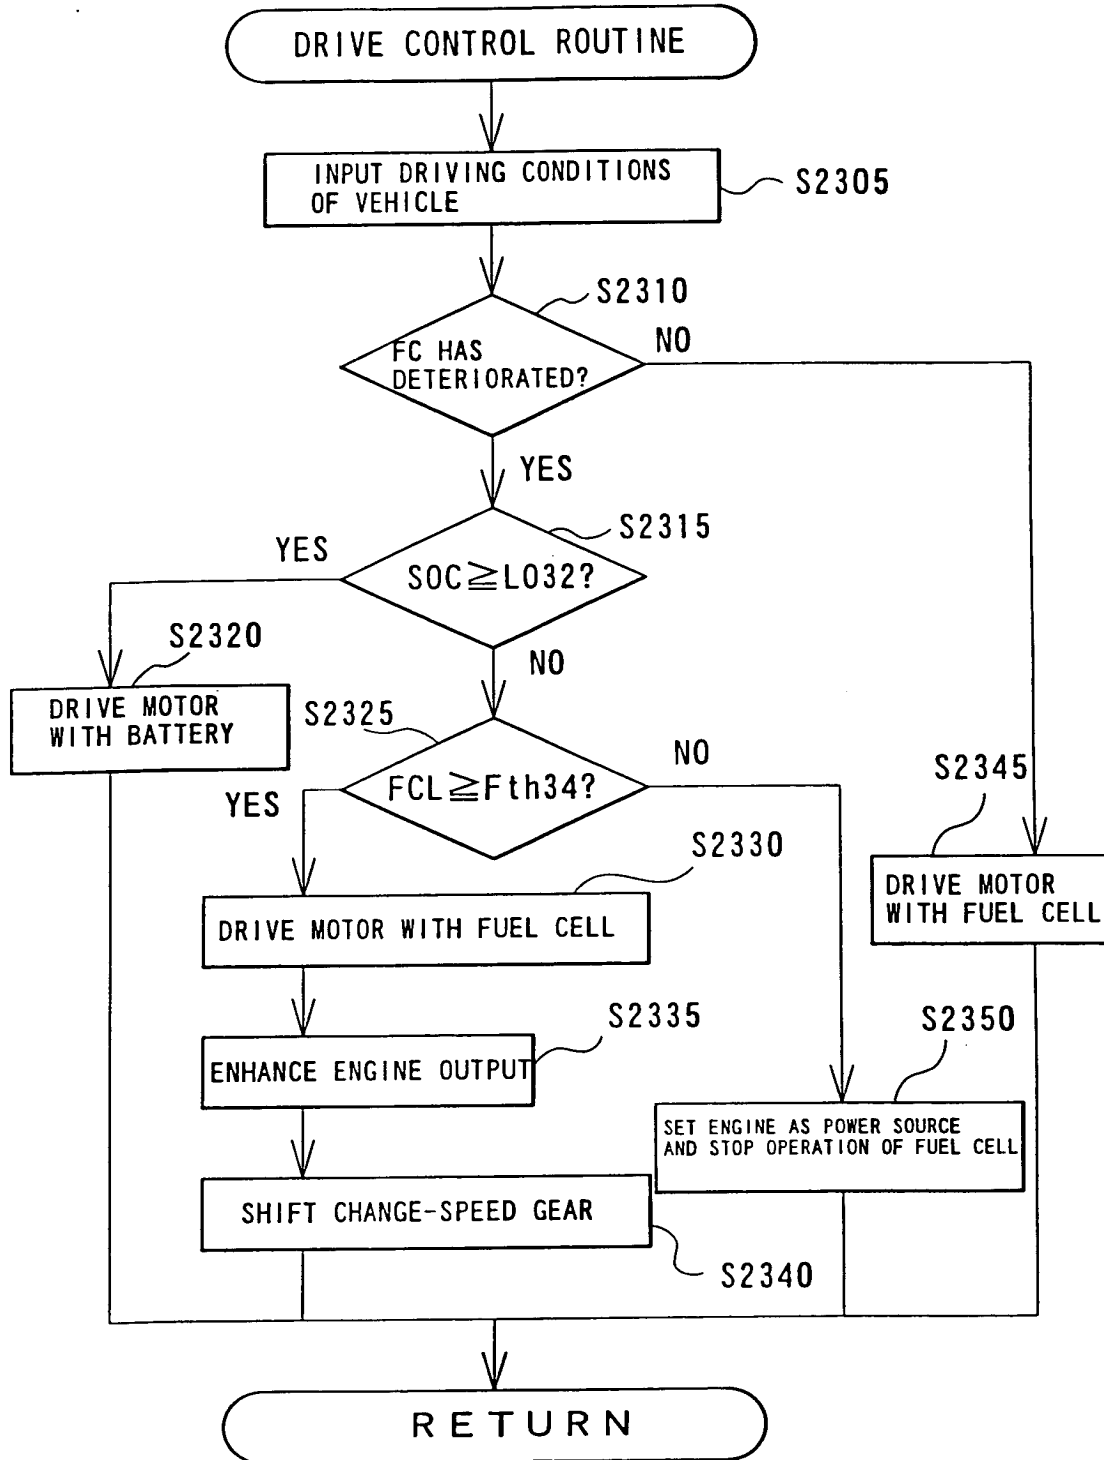 DRIVE CONTROL ROUTINE
INPUT DRIVING CONDITIONS
OF VEHICLE
S2305
S2310
FC HAS
DETERIORATED?
NO
YES
S2315
YES
SOC≧LO32?
S2320
NO
DRIVE MOTOR
WITH BATTERY
S2325
NO
FCL≧Fth34?
YES
S2345
S2330
DRIVE MOTOR
WITH FUEL CELL
DRIVE MOTOR WITH FUEL CELL
S2335
S2350
ENHANCE ENGINE OUTPUT
SET ENGINE AS POWER SOURCE
AND STOP OPERATION OF FUEL CELL
SHIFT CHANGE-SPEED GEAR
S2340
RETURN